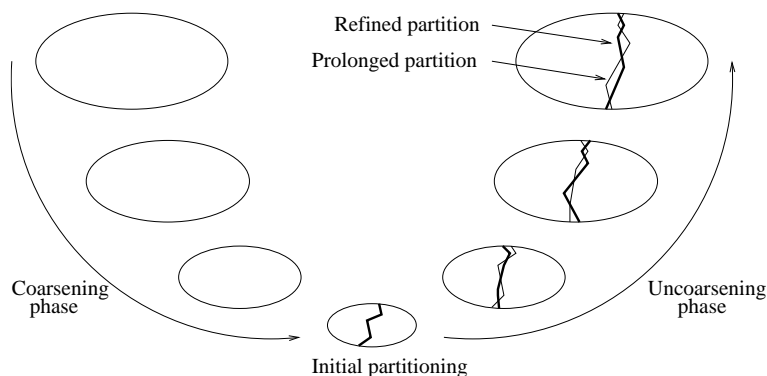 Refined partition
Prolonged partition
Coarsening
phase
Uncoarsening
phase
Initial partitioning